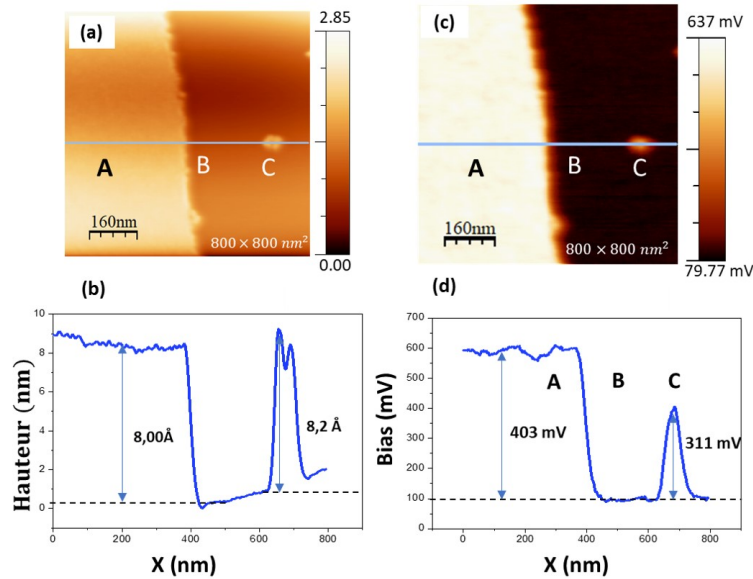 (a)
2.85
A
B
C
160nm
800 × 800 nm²
0.00
(c)
637 mV
A
B
C
160nm
800 × 800 nm²
79.77 mV
(b)
10
8
6
4
2
0
Hauteur (nm)
8,00Å
8,2 Å
0 200 400 600 800
X (nm)
(d)
700
600
500
400
300
200
100
0
Bias (mV)
A B C
403 mV
311 mV
0 200 400 600 800
X (nm)